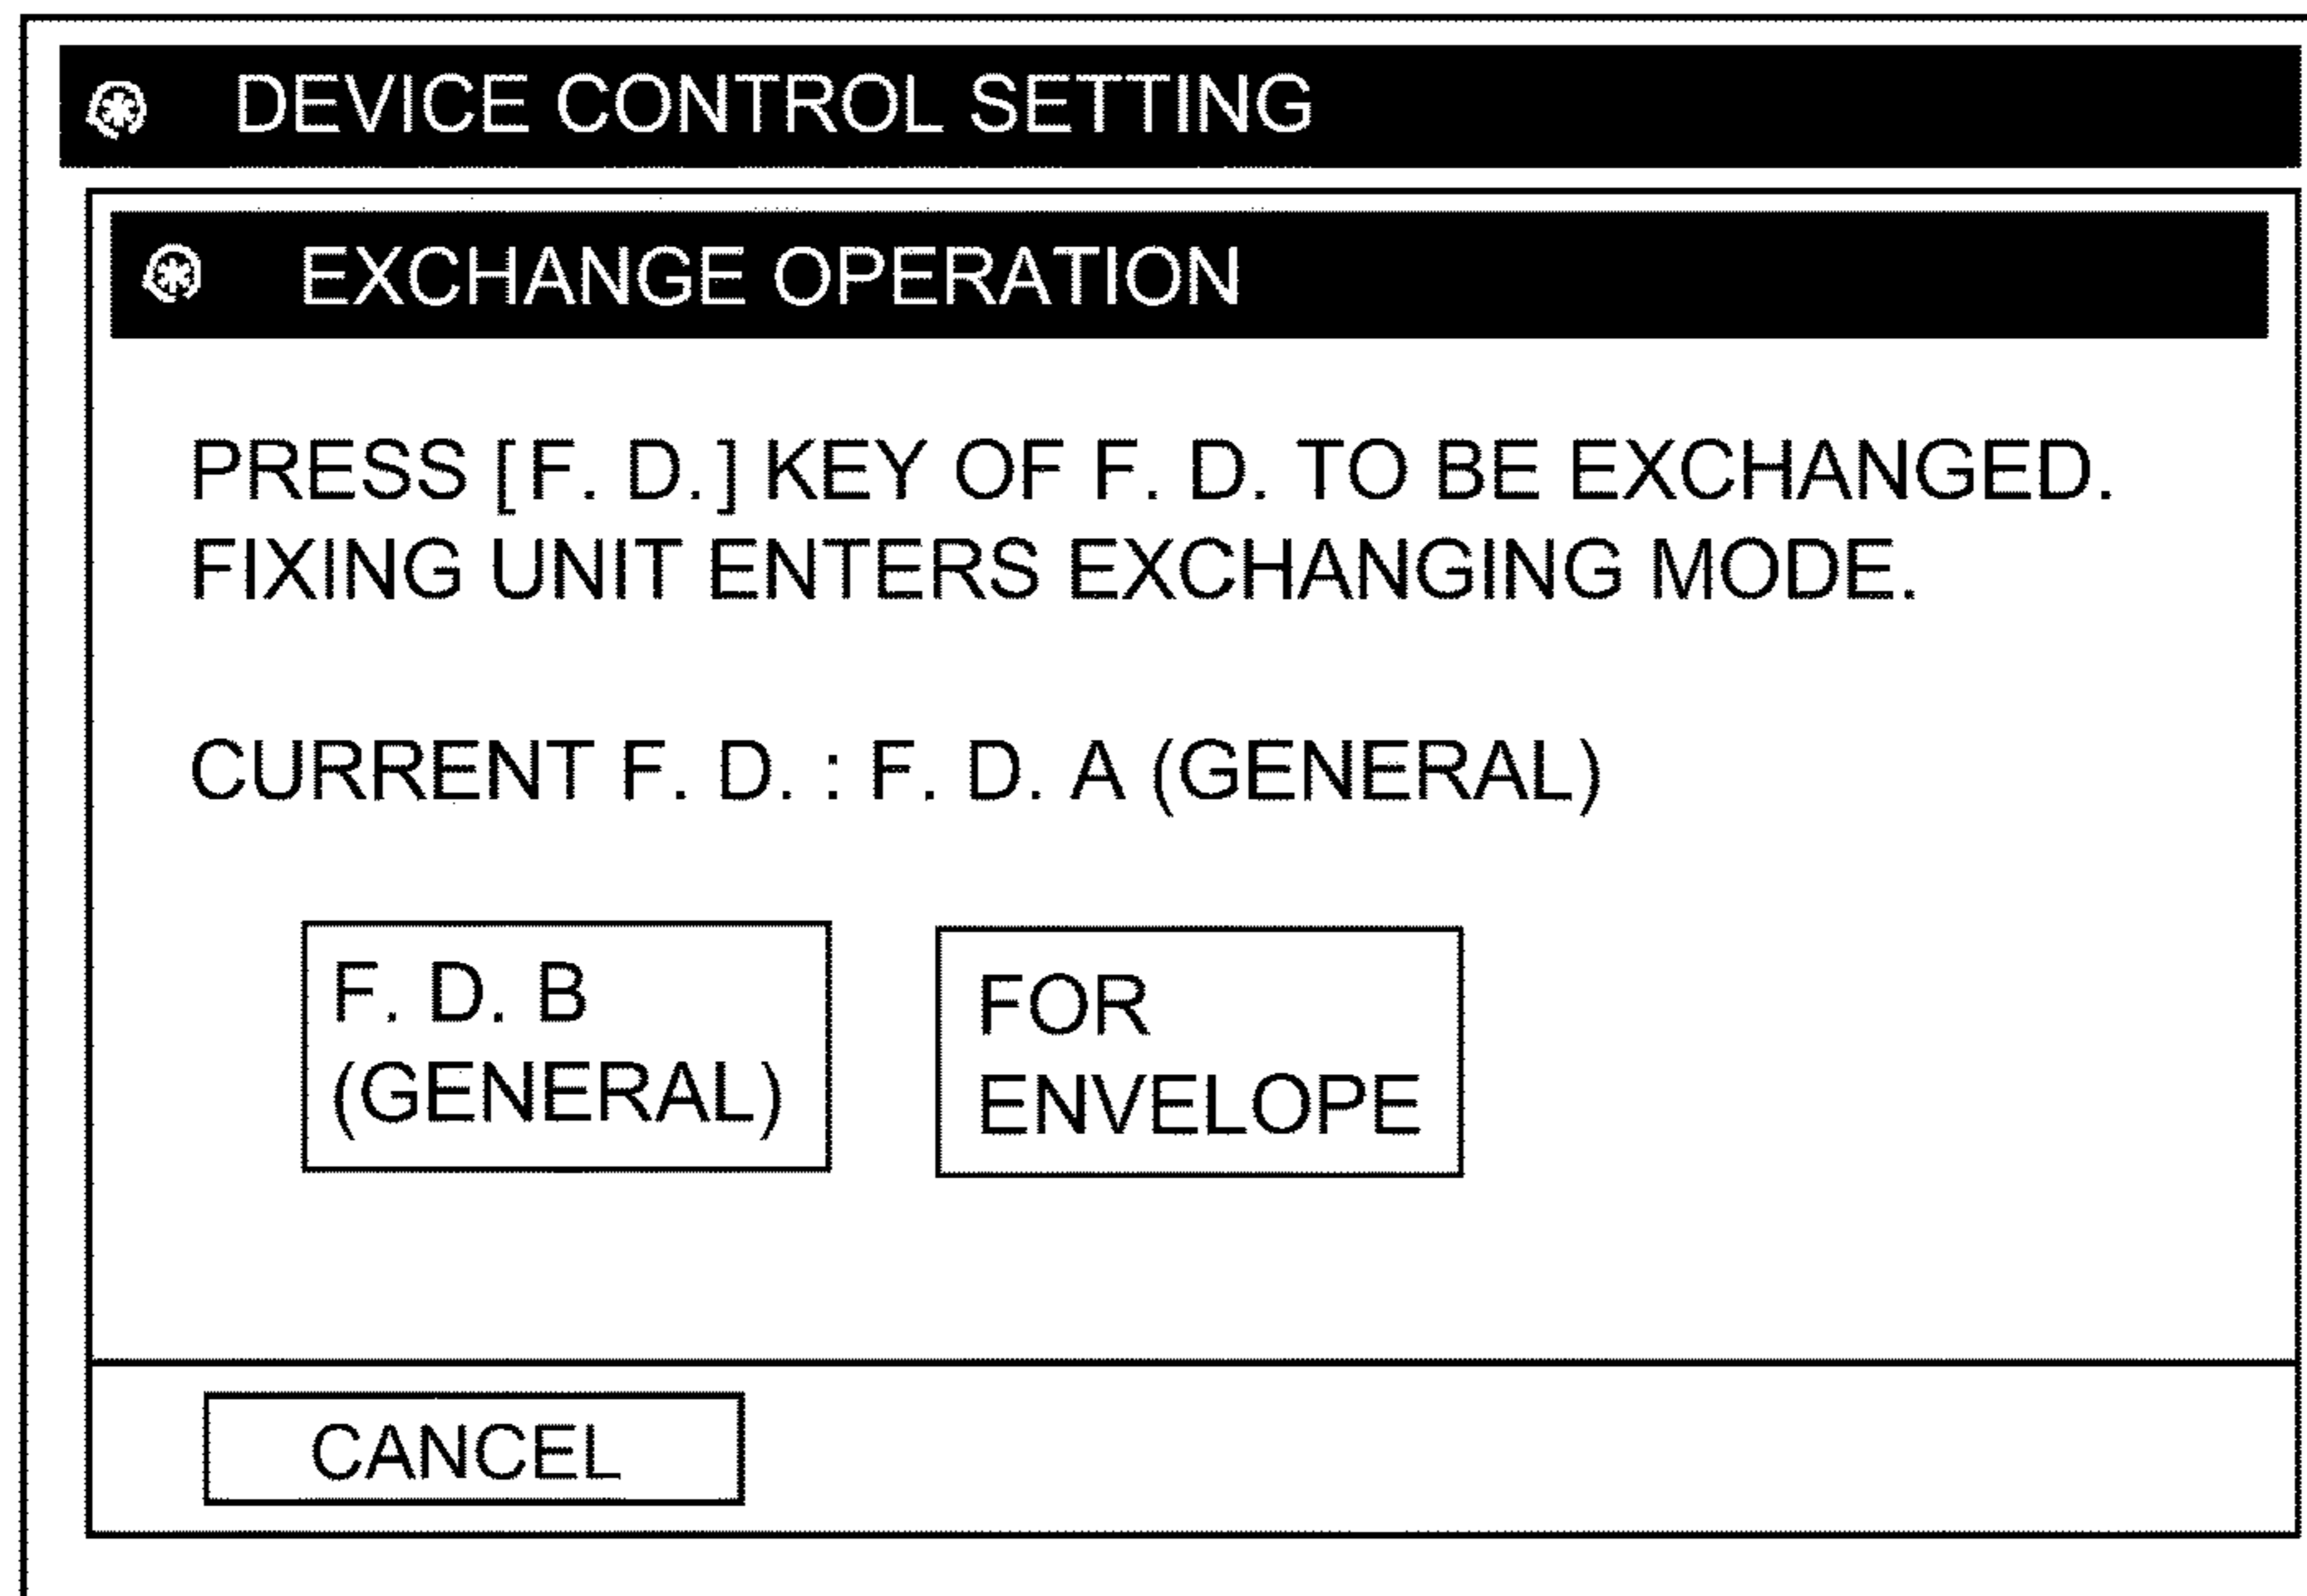 DEVICE CONTROL SETTING
EXCHANGE OPERATION
PRESS [F. D.] KEY OF F. D. TO BE EXCHANGED.
FIXING UNIT ENTERS EXCHANGING MODE.
CURRENT F. D. : F. D. A (GENERAL)
F. D. B
(GENERAL)
FOR
ENVELOPE
CANCEL